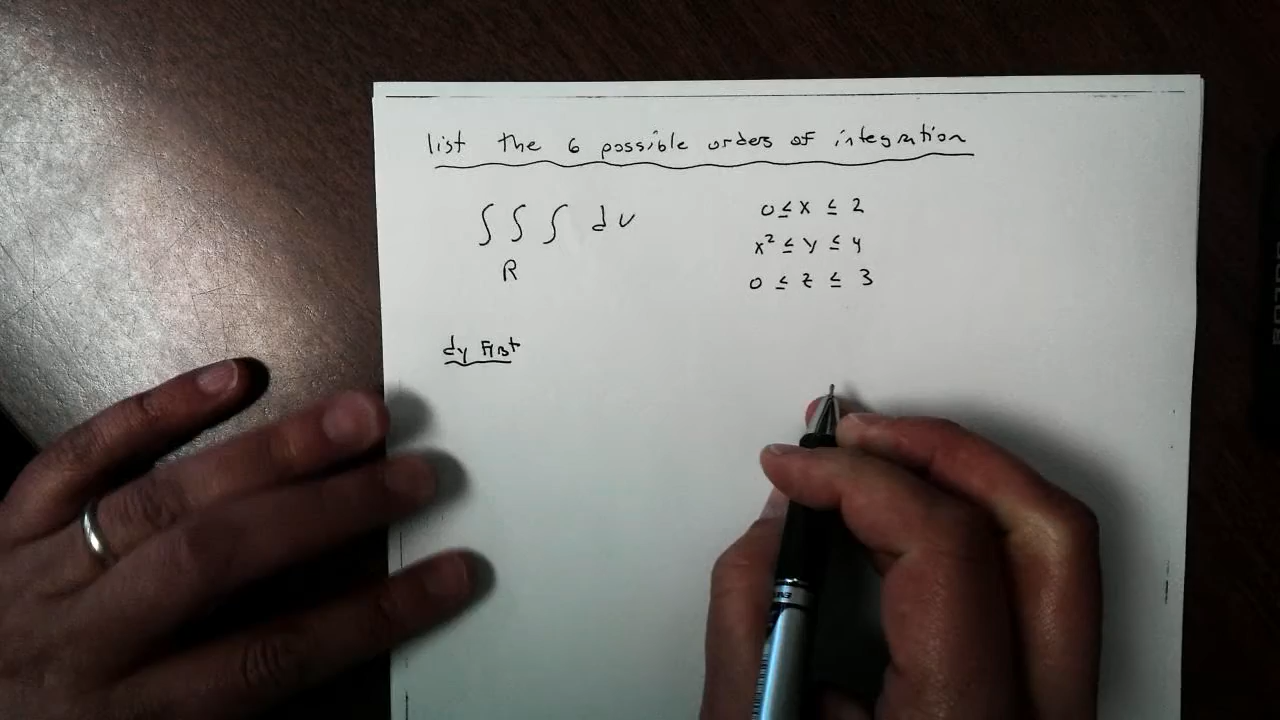 list the 6 possible orders of integration
∫ ∫ ∫ dv
R
0 ≤ x ≤ 2
x² ≤ y ≤ 4
0 ≤ z ≤ 3
dy First